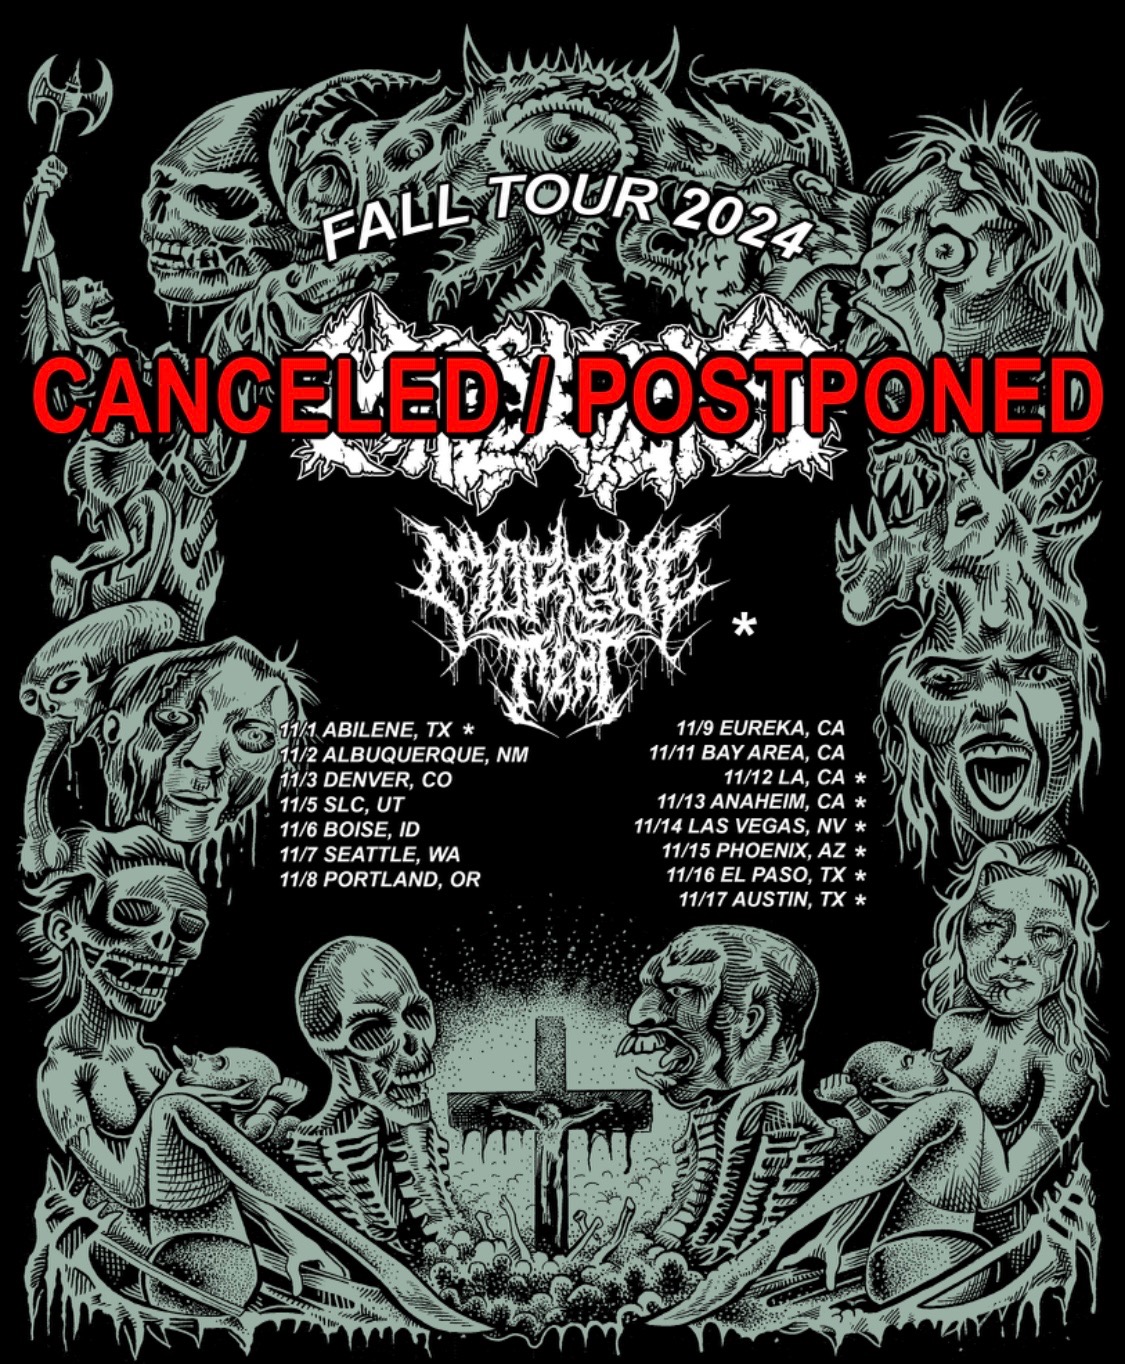 FALL TOUR 2024
CANCELED / POSTPONED
MORGUE
MEAT
*
11/1 ABILENE, TX *
11/2 ALBUQUERQUE, NM
11/3 DENVER, CO
11/5 SLC, UT
11/6 BOISE, ID
11/7 SEATTLE, WA
11/8 PORTLAND, OR
11/9 EUREKA, CA
11/11 BAY AREA, CA
11/12 LA, CA *
11/13 ANAHEIM, CA *
11/14 LAS VEGAS, NV *
11/15 PHOENIX, AZ *
11/16 EL PASO, TX *
11/17 AUSTIN, TX *